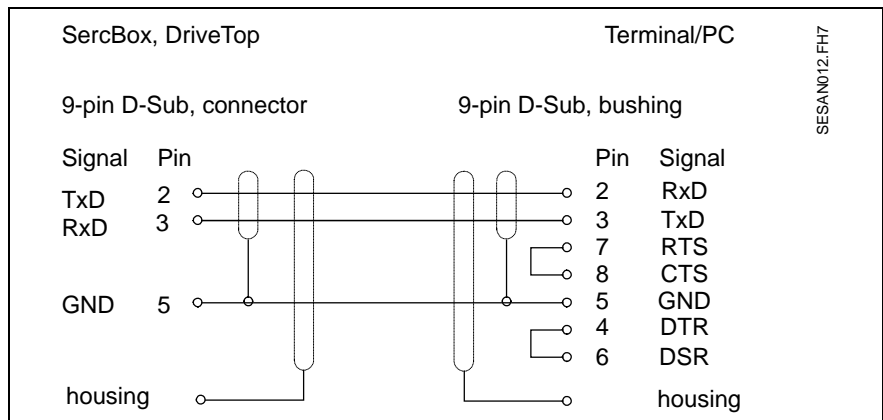 SercBox, DriveTop Terminal/PC
9-pin D-Sub, connector 9-pin D-Sub, bushing
Signal Pin Pin Signal
TxD 2 2 RxD
RxD 3 3 TxD
7 RTS
8 CTS
GND 5 5 GND
4 DTR
6 DSR
housing housing
SESAN012.FH7